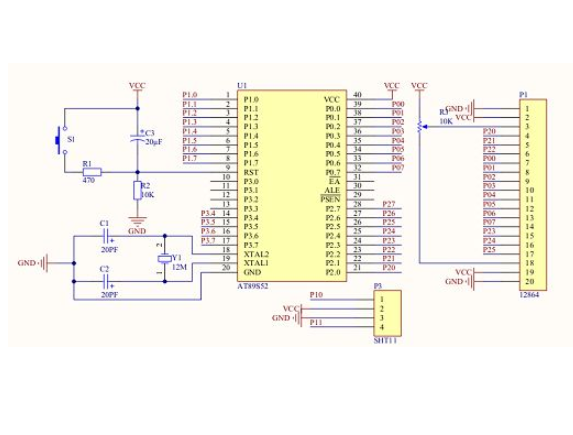 VCC
U1
VCC
VCC
P1
P1.0 1 P1.0 VCC 40
P1.1 2 P1.1 P0.0 39 P00
P1.2 3 P1.2 P0.1 38 P01
P1.3 4 P1.3 P0.2 37 P02
P1.4 5 P1.4 P0.3 36 P03
P1.5 6 P1.5 P0.4 35 P04
P1.6 7 P1.6 P0.5 34 P05
P1.7 8 P1.7 P0.6 33 P06
9 RST P0.7 32 P07
10 P3.0 EA 31
11 P3.1 ALE 30
12 P3.2 PSEN 29
13 P3.3 P2.7 28 P27
P3.4 14 P3.4 P2.6 27 P26
P3.5 15 P3.5 P2.5 26 P25
P3.6 16 P3.6 P2.4 25 P24
P3.7 17 P3.7 P2.3 24 P23
18 XTAL2 P2.2 23 P22
19 XTAL1 P2.1 22 P21
20 GND P2.0 21 P20
AT89S52
S1
C3
20μF
R1
470
R2
10K
GND
C1
20PF
GND
2
Y1
12M
1
C2
20PF
R3
10K
GND 1
VCC 2
3
P20 4
P21 5
P22 6
P00 7
P01 8
P02 9
P03 10
P04 11
P05 12
P06 13
P07 14
P23 15
P24 16
P25 17
18
VCC 19
GND 20
12864
P3
P10 1
VCC 2
GND 3
P11 4
SHT11